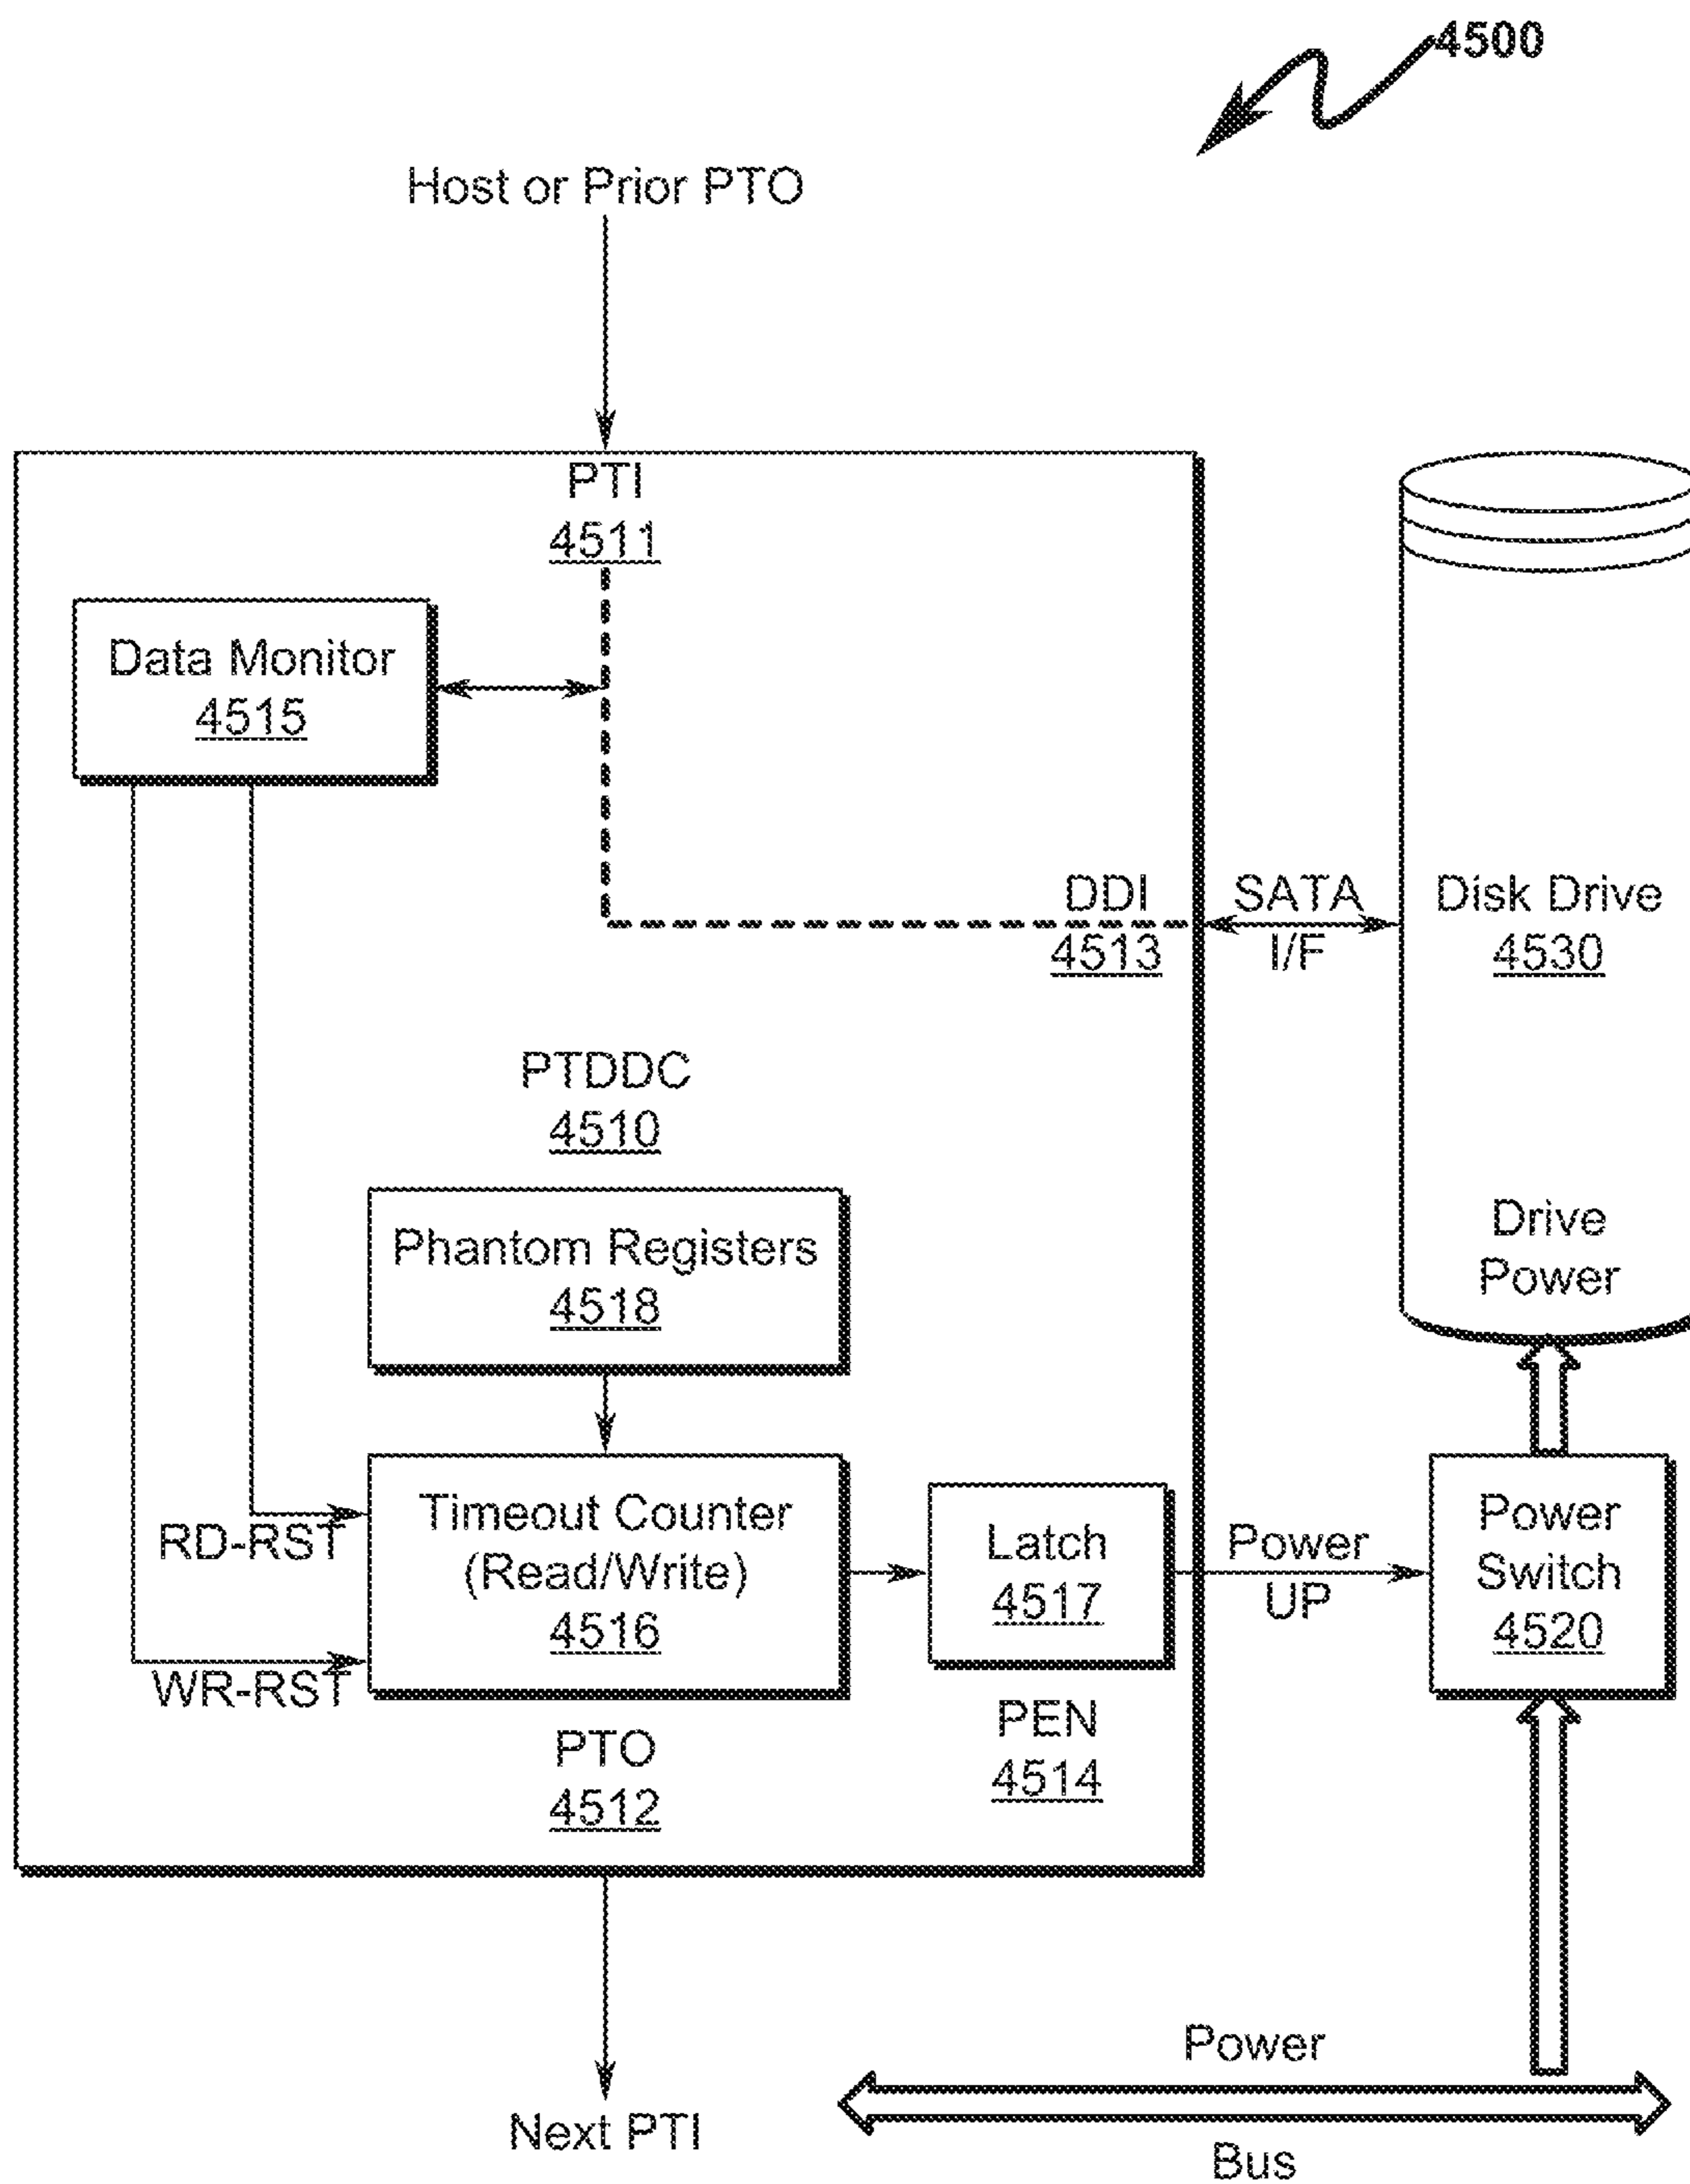 4500
Host or Prior PTO
PTI
4511
Data Monitor
4515
DDI
4513
SATA
I/F
Disk Drive
4530
PTDDC
4510
Phantom Registers
4518
Drive
Power
Timeout Counter
(Read/Write)
4516
RD-RST
WR-RST
Latch
4517
Power
UP
Power
Switch
4520
PTO
4512
PEN
4514
Next PTI
Power
Bus